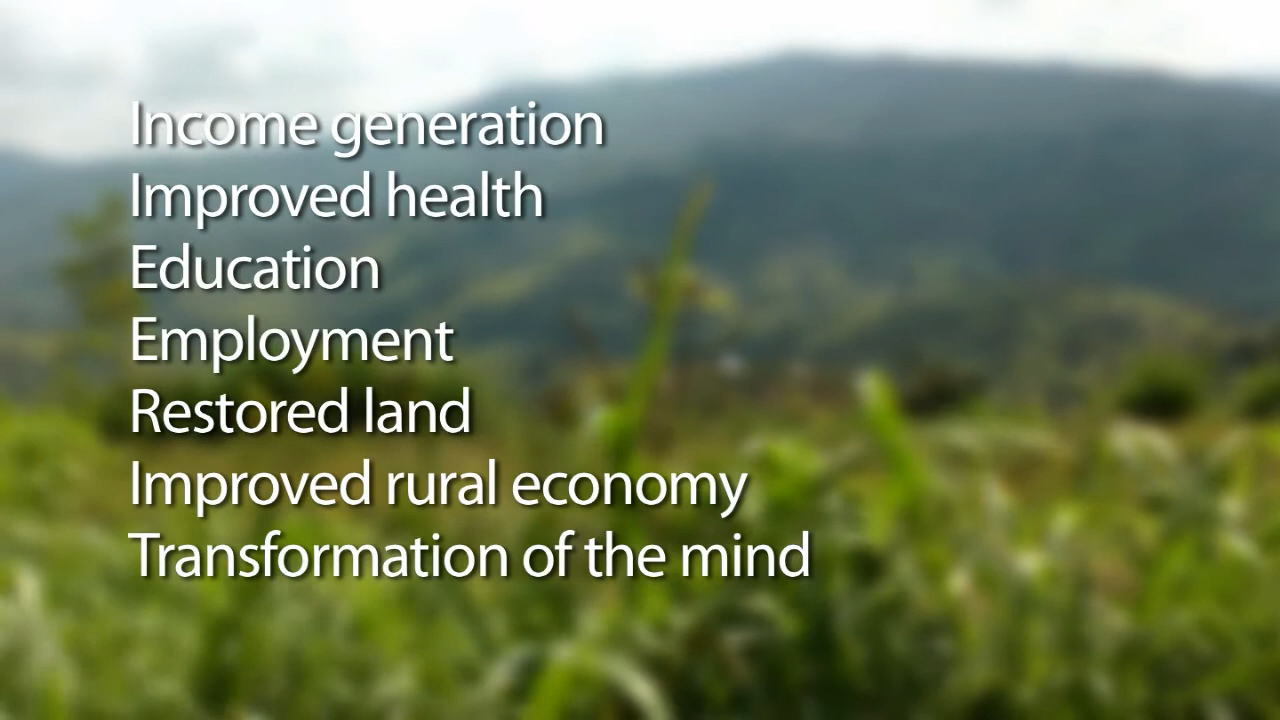 Income generation
Improved health
Education
Employment
Restored land
Improved rural economy
Transformation of the mind